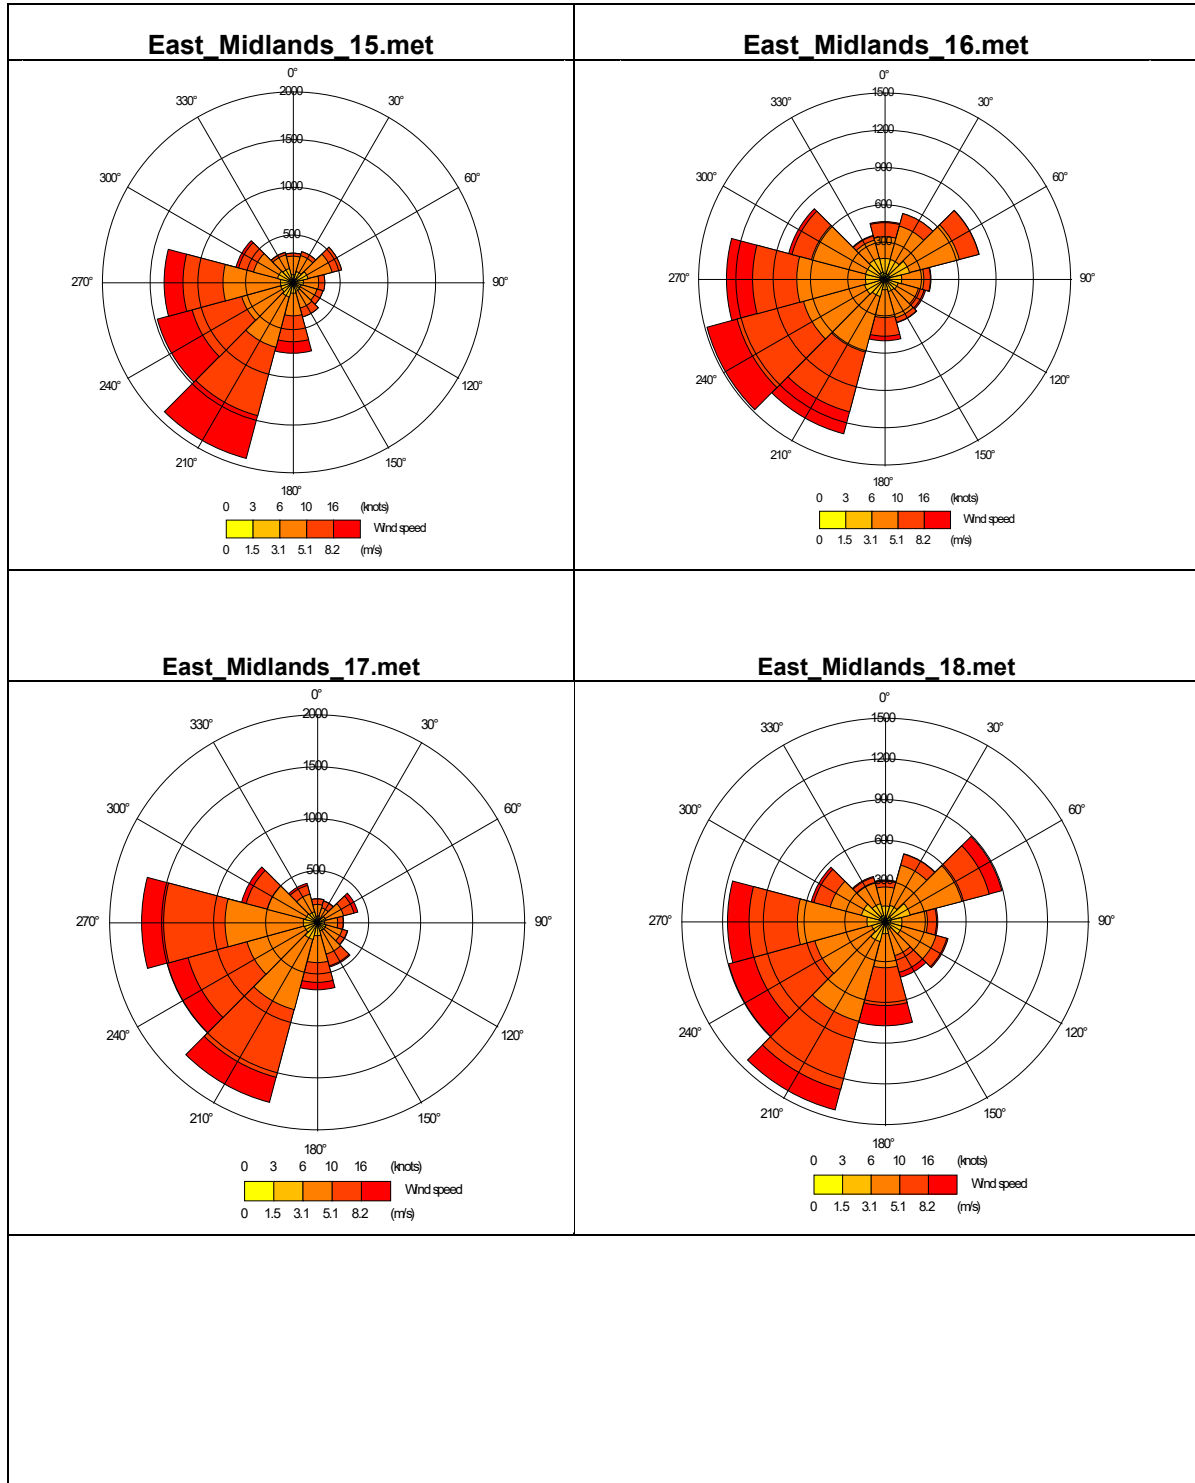 East_Midlands_15.met
0°
330° 2000 30°
1500
300° 1000 60°
500
270° 90°
240° 120°
210° 150°
180°
0 3 6 10 16 (knots)
Wind speed
0 1.5 3.1 5.1 8.2 (m/s)
East_Midlands_16.met
0°
330° 1500 30°
1200
300° 900 60°
600
300
270° 90°
240° 120°
210° 150°
180°
0 3 6 10 16 (knots)
Wind speed
0 1.5 3.1 5.1 8.2 (m/s)
East_Midlands_17.met
0°
330° 2000 30°
1500
300° 1000 60°
500
270° 90°
240° 120°
210° 150°
180°
0 3 6 10 16 (knots)
Wind speed
0 1.5 3.1 5.1 8.2 (m/s)
East_Midlands_18.met
0°
330° 1500 30°
1200
300° 900 60°
600
300
270° 90°
240° 120°
210° 150°
180°
0 3 6 10 16 (knots)
Wind speed
0 1.5 3.1 5.1 8.2 (m/s)